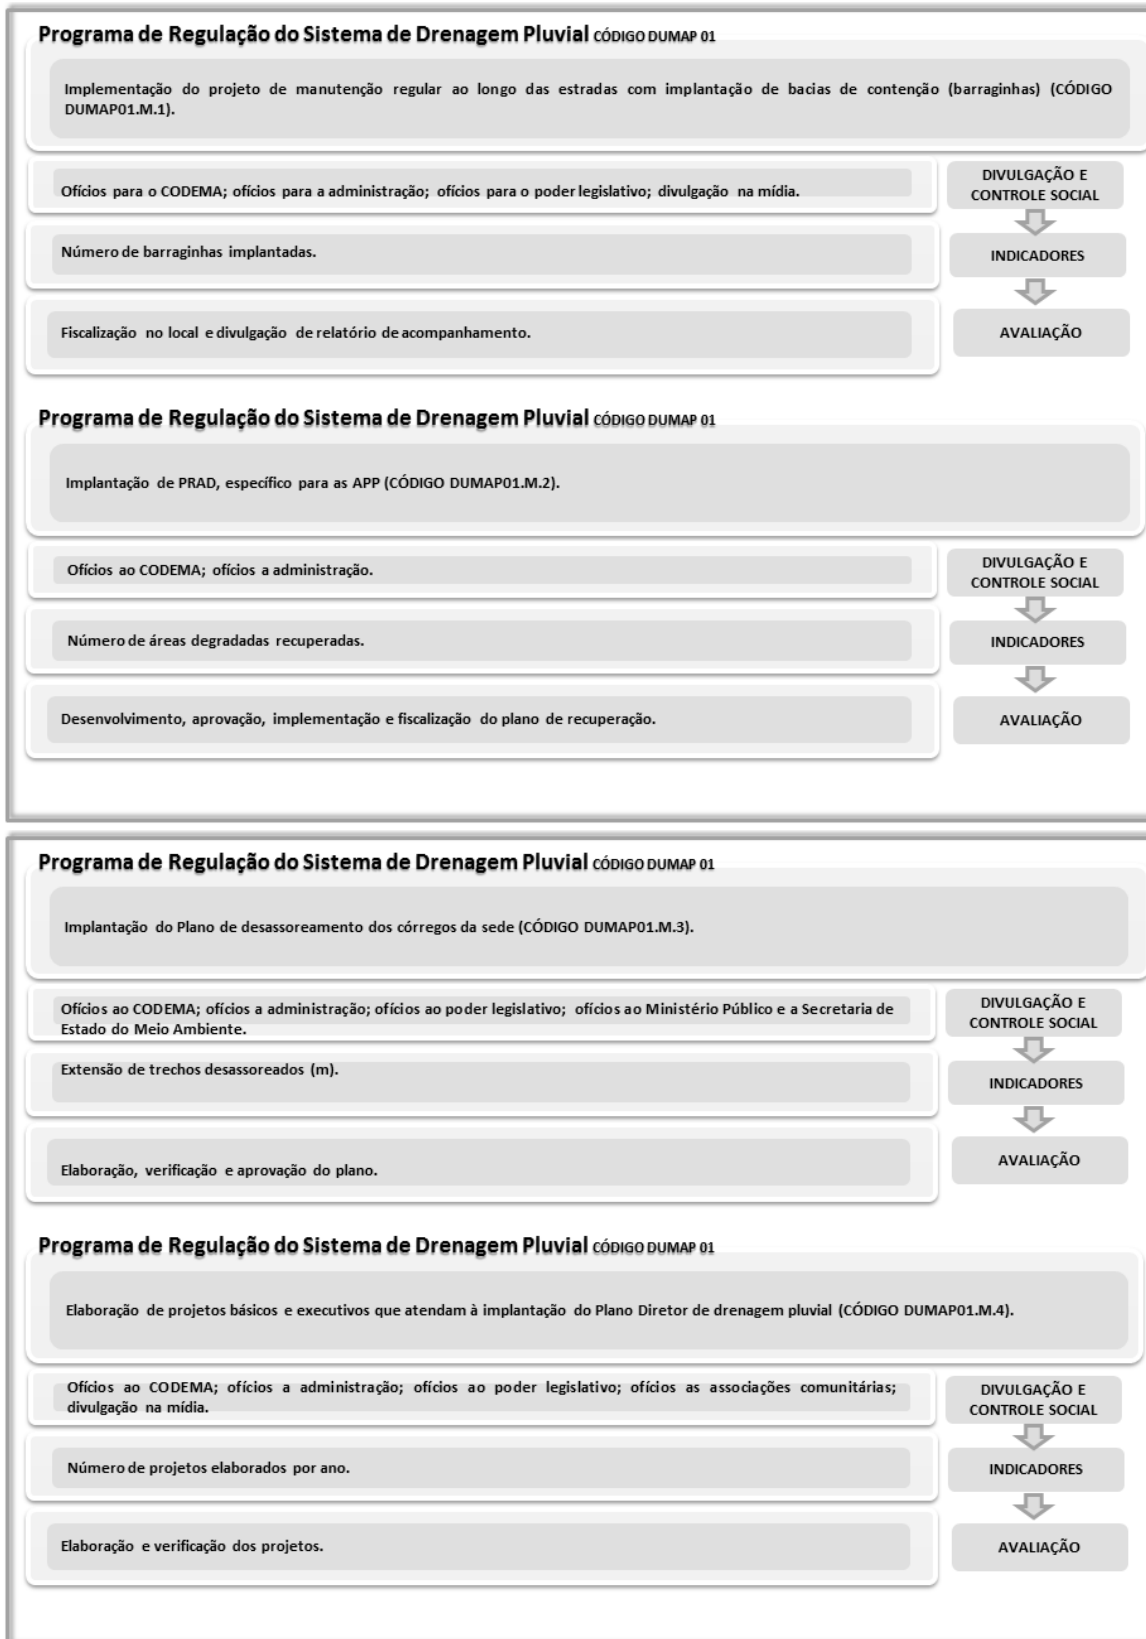 Programa de Regulação do Sistema de Drenagem Pluvial CÓDIGO DUMAP 01
Implementação do projeto de manutenção regular ao longo das estradas com implantação de bacias de contenção (barraginhas) (CÓDIGO
DUMAP01.M.1).
Ofícios para o CODEMA; ofícios para a administração; ofícios para o poder legislativo; divulgação na mídia.
DIVULGAÇÃO E
CONTROLE SOCIAL
Número de barraginhas implantadas.
INDICADORES
Fiscalização no local e divulgação de relatório de acompanhamento.
AVALIAÇÃO
Programa de Regulação do Sistema de Drenagem Pluvial CÓDIGO DUMAP 01
Implantação de PRAD, específico para as APP (CÓDIGO DUMAP01.M.2).
Ofícios ao CODEMA; ofícios a administração.
DIVULGAÇÃO E
CONTROLE SOCIAL
Número de áreas degradadas recuperadas.
INDICADORES
Desenvolvimento, aprovação, implementação e fiscalização do plano de recuperação.
AVALIAÇÃO
Programa de Regulação do Sistema de Drenagem Pluvial CÓDIGO DUMAP 01
Implantação do Plano de desassoreamento dos córregos da sede (CÓDIGO DUMAP01.M.3).
Ofícios ao CODEMA; ofícios a administração; ofícios ao poder legislativo; ofícios ao Ministério Público e a Secretaria de
Estado do Meio Ambiente.
DIVULGAÇÃO E
CONTROLE SOCIAL
Extensão de trechos desassoreados (m).
INDICADORES
Elaboração, verificação e aprovação do plano.
AVALIAÇÃO
Programa de Regulação do Sistema de Drenagem Pluvial CÓDIGO DUMAP 01
Elaboração de projetos básicos e executivos que atendam à implantação do Plano Diretor de drenagem pluvial (CÓDIGO DUMAP01.M.4).
Ofícios ao CODEMA; ofícios a administração; ofícios ao poder legislativo; ofícios as associações comunitárias;
divulgação na mídia.
DIVULGAÇÃO E
CONTROLE SOCIAL
Número de projetos elaborados por ano.
INDICADORES
Elaboração e verificação dos projetos.
AVALIAÇÃO